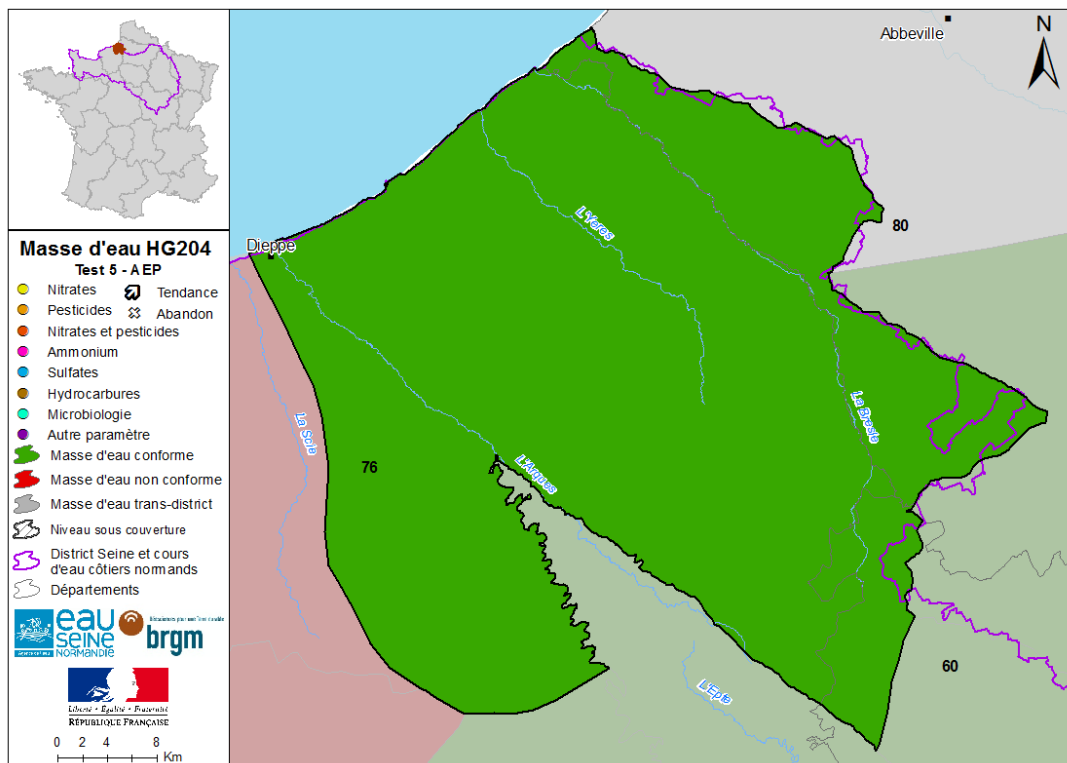 Masse d'eau HG204
Test 5 - AEP
Nitrates
Tendance
Pesticides
Abandon
Nitrates et pesticides
Ammonium
Sulfates
Hydrocarbures
Microbiologie
Autre paramètre
Masse d'eau conforme
Masse d'eau non conforme
Masse d'eau trans-district
Niveau sous couverture
District Seine et cours
d'eau côtiers normands
Départements
eau
SEINE
NORMANDIE
brgm
Liberté • Égalité • Fraternité
RÉPUBLIQUE FRANÇAISE
0 2 4 8
Km
Abbeville
N
Dieppe
L'Yeres
80
La Scie
76
La Bresle
L'Arques
60
L'Epte